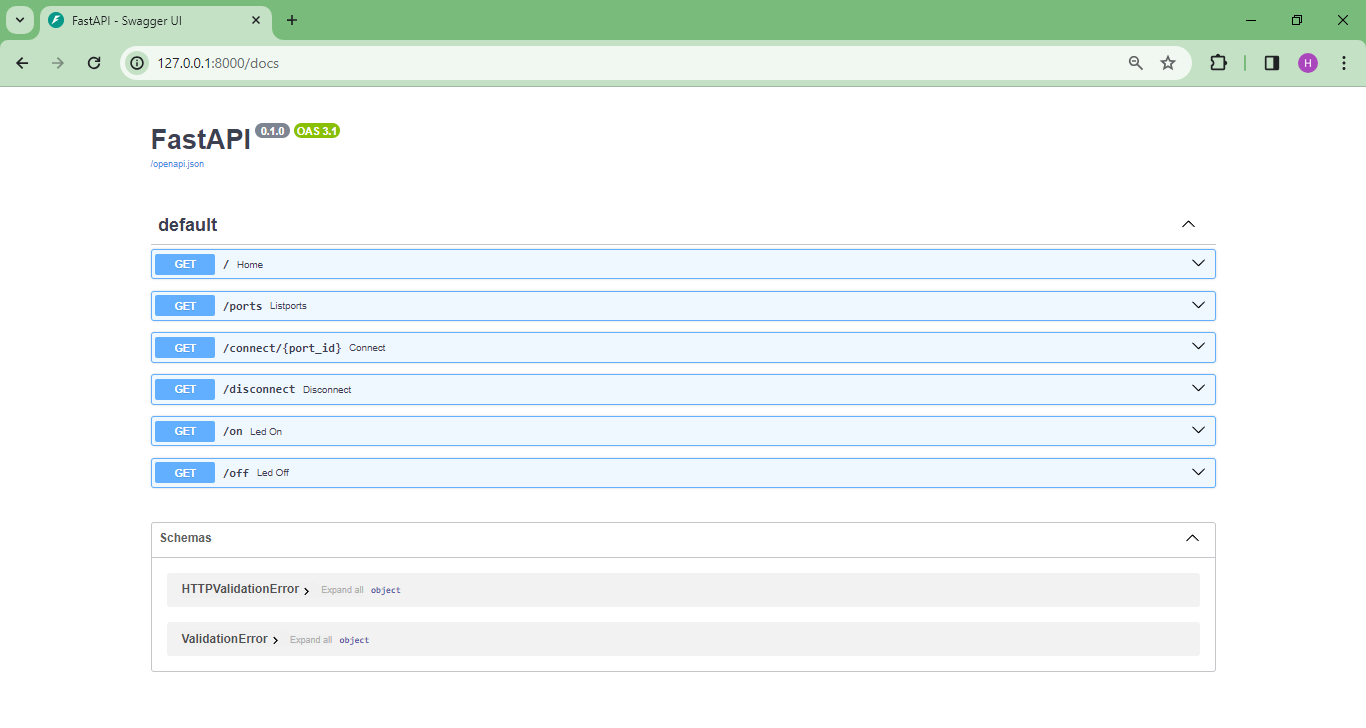 FastAPI - Swagger UI
127.0.0.1:8000/docs
H
FastAPI 0.1.0 OAS 3.1
/openapi.json
default
GET / Home
GET /ports Listports
GET /connect/{port_id} Connect
GET /disconnect Disconnect
GET /on Led On
GET /off Led Off
Schemas
HTTPValidationError Expand all object
ValidationError Expand all object